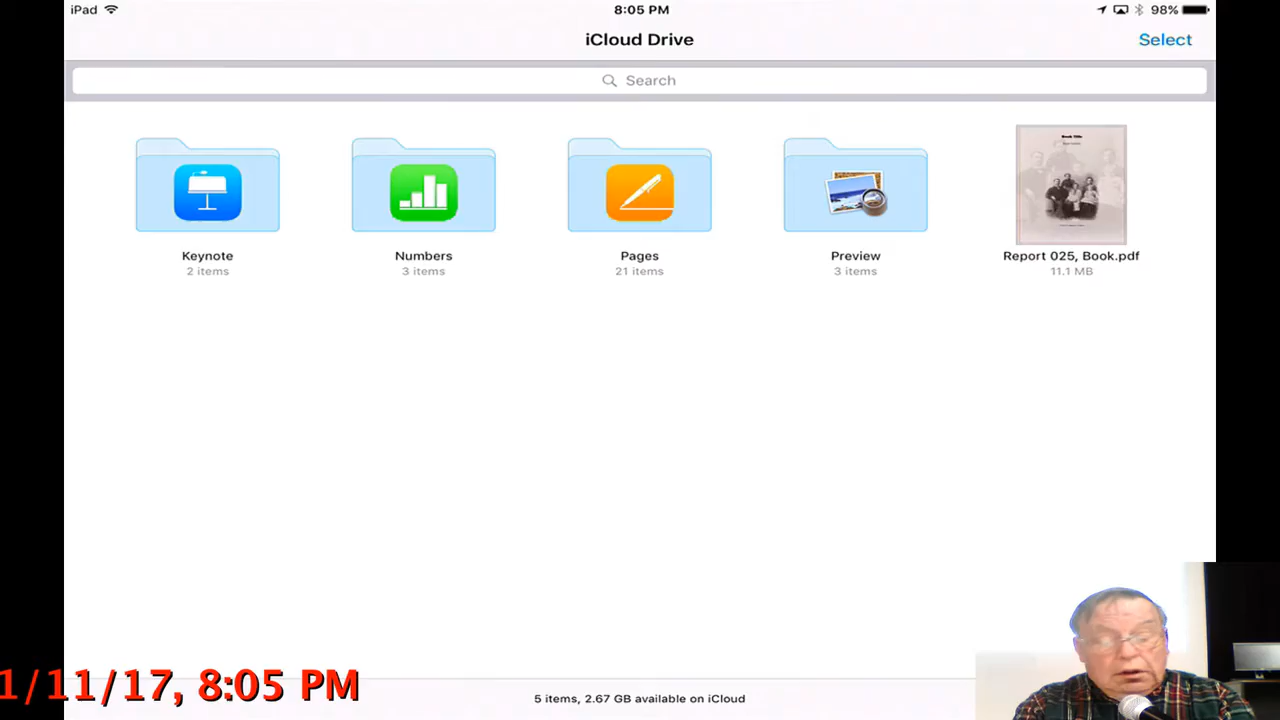 iPad 8:05 PM 98%
iCloud Drive Select
Search
Keynote Numbers Pages Preview Report 025, Book.pdf
2 items 3 items 21 items 3 items 11.1 MB
1/11/17, 8:05 PM
5 items, 2.67 GB available on iCloud